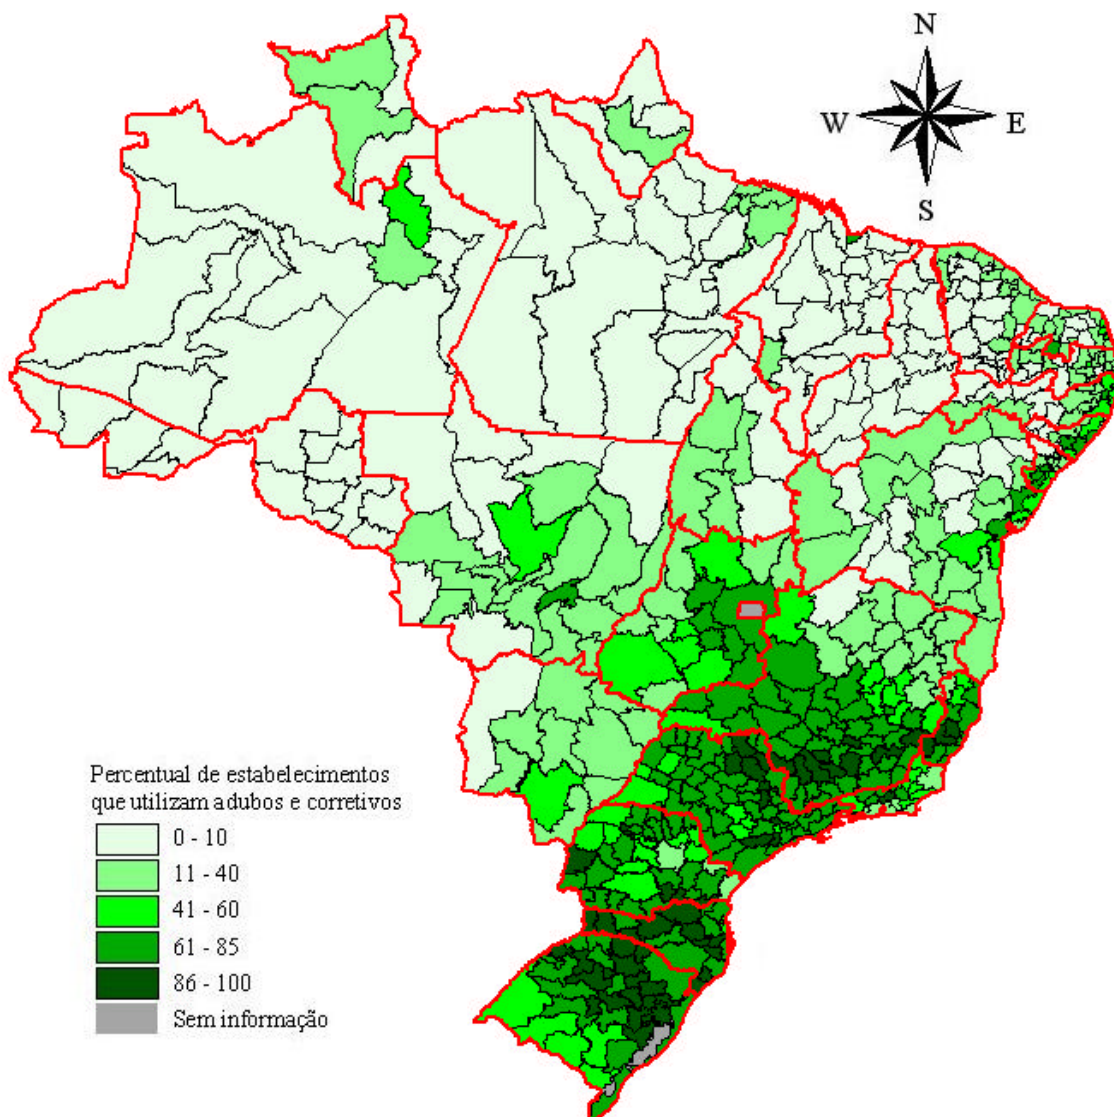 N
W E
S
Percentual de estabelecimentos
que utilizam adubos e corretivos
0 - 10
11 - 40
41 - 60
61 - 85
86 - 100
Sem informação